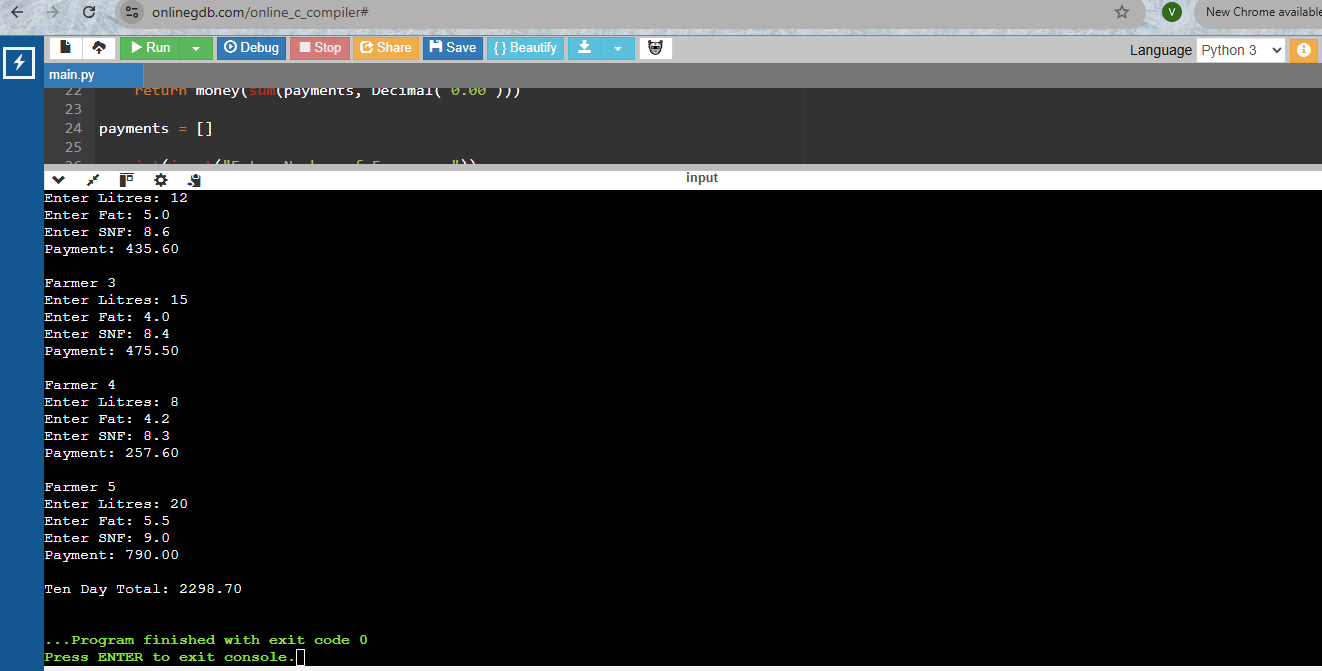 onlinegdb.com/online_c_compiler#
V
New Chrome available
Run
Debug
Stop
Share
Save
{ } Beautify
Language
Python 3
main.py
22 return money(sum(payments, Decimal("0.00")))
23
24 payments = []
25
input
Enter Litres: 12
Enter Fat: 5.0
Enter SNF: 8.6
Payment: 435.60
Farmer 3
Enter Litres: 15
Enter Fat: 4.0
Enter SNF: 8.4
Payment: 475.50
Farmer 4
Enter Litres: 8
Enter Fat: 4.2
Enter SNF: 8.3
Payment: 257.60
Farmer 5
Enter Litres: 20
Enter Fat: 5.5
Enter SNF: 9.0
Payment: 790.00
Ten Day Total: 2298.70
...Program finished with exit code 0
Press ENTER to exit console.